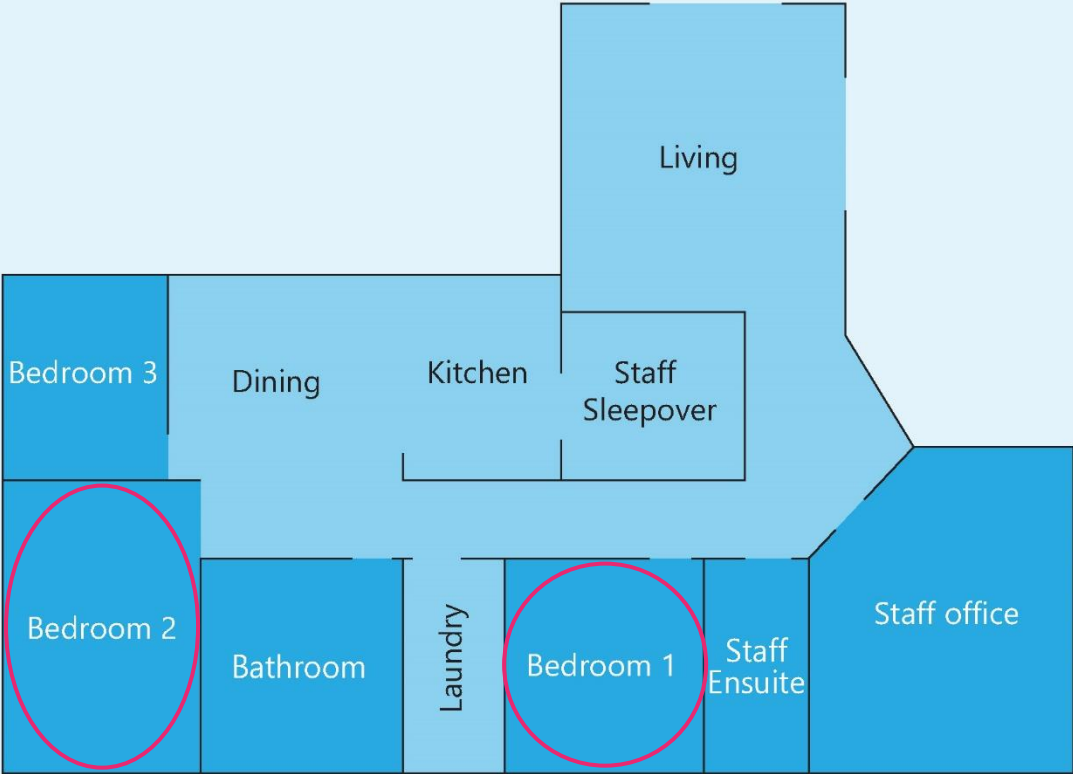 Living
Bedroom 3
Dining
Kitchen
Staff
Sleepover
Bedroom 2
Bathroom
Laundry
Bedroom 1
Staff
Ensuite
Staff office